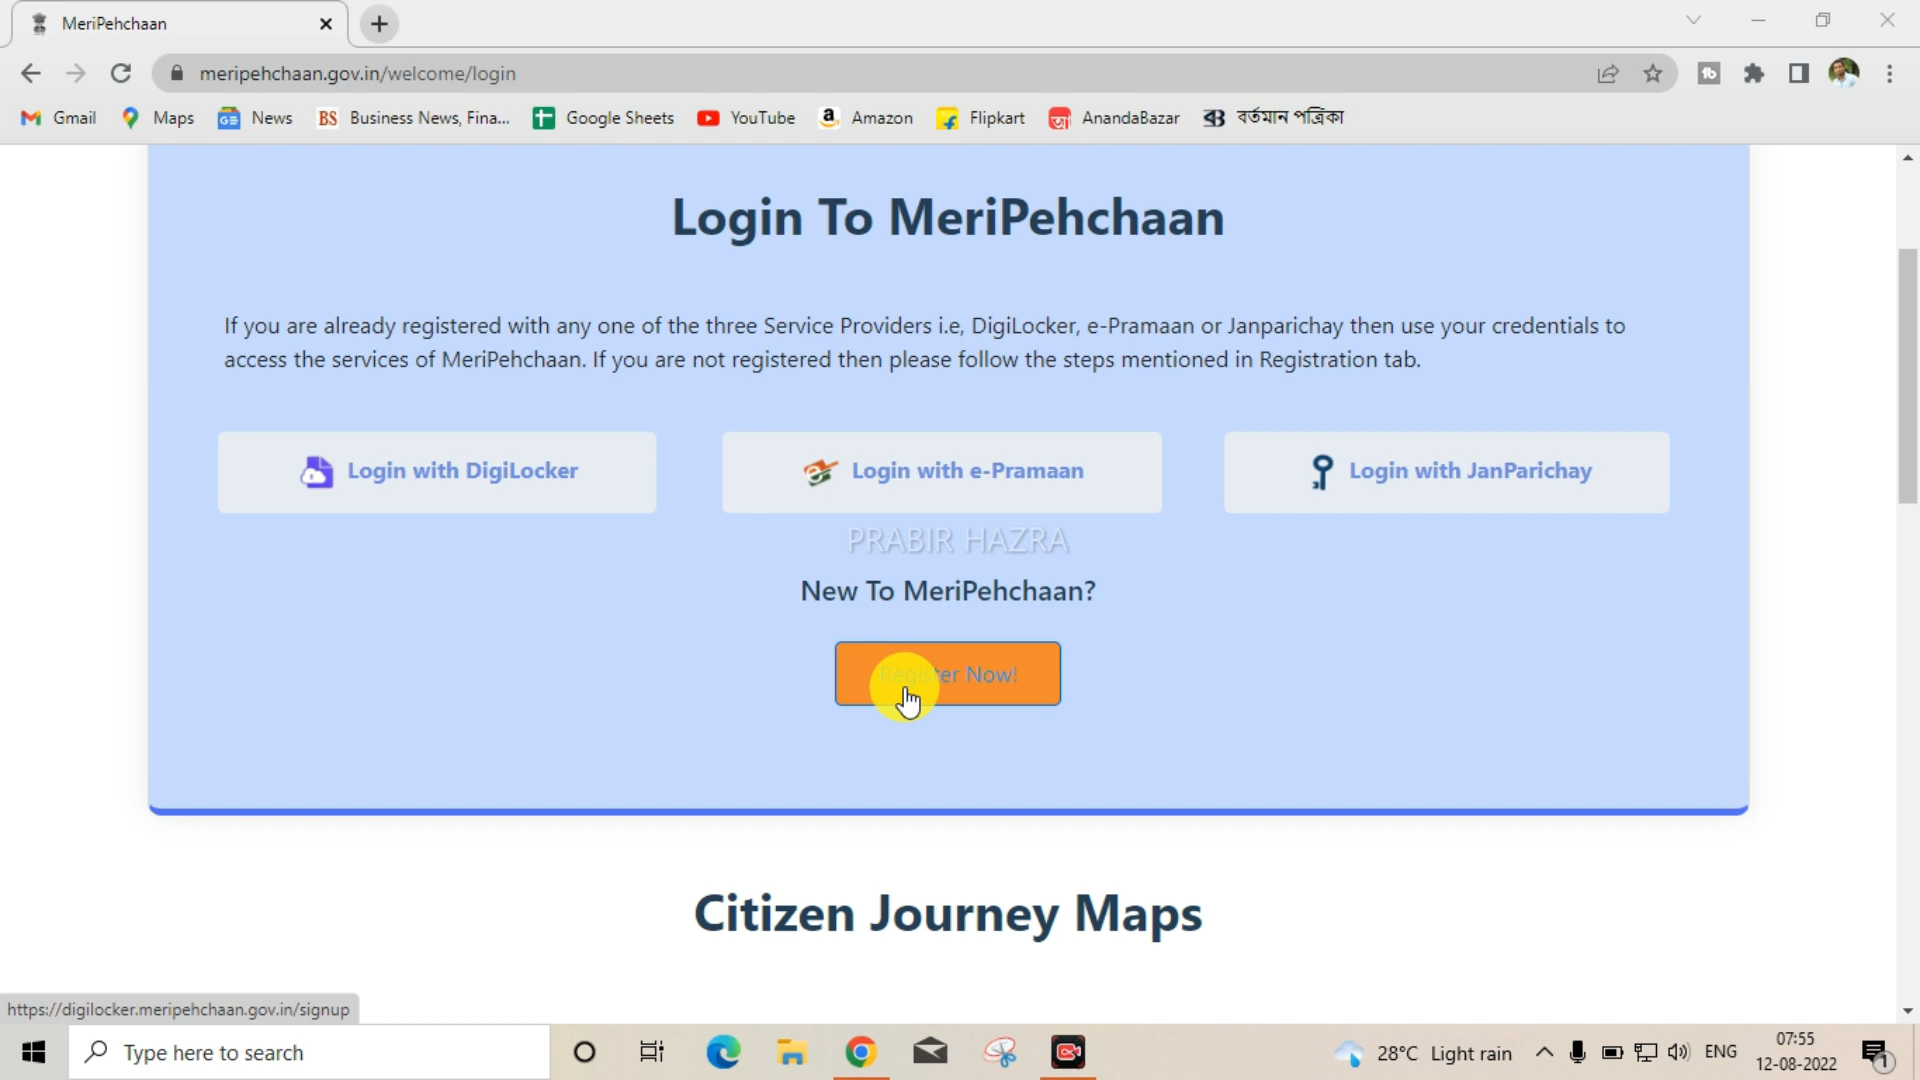 MeriPehchaan
meripehchaan.gov.in/welcome/login
Gmail
Maps
GE
News
BS
Business News, Fina...
Google Sheets
YouTube
a
Amazon
Flipkart
AnandaBazar
বর্তমান পত্রিকা
Login To MeriPehchaan
If you are already registered with any one of the three Service Providers i.e, DigiLocker, e-Pramaan or Janparichay then use your credentials to
access the services of MeriPehchaan. If you are not registered then please follow the steps mentioned in Registration tab.
Login with DigiLocker
Login with e-Pramaan
Login with JanParichay
PRABIR HAZRA
New To MeriPehchaan?
Register Now!
Citizen Journey Maps
https://digilocker.meripehchaan.gov.in/signup
Type here to search
28°C Light rain
ENG
07:55
12-08-2022
1